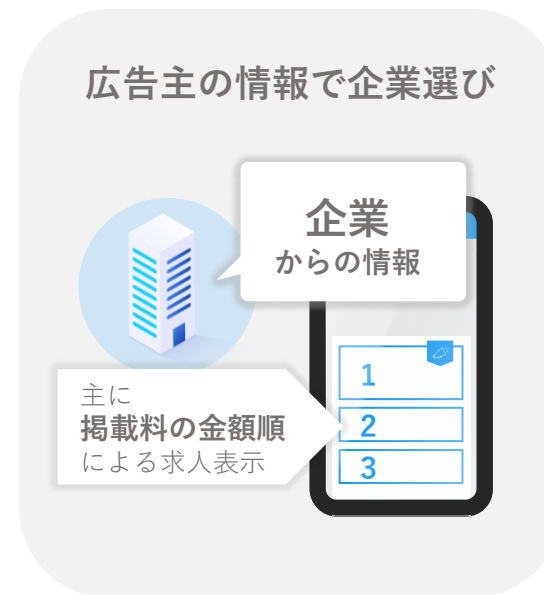 広告主の情報で企業選び
企業
からの情報
主に
掲載料の金額順
による求人表示
1
2
3